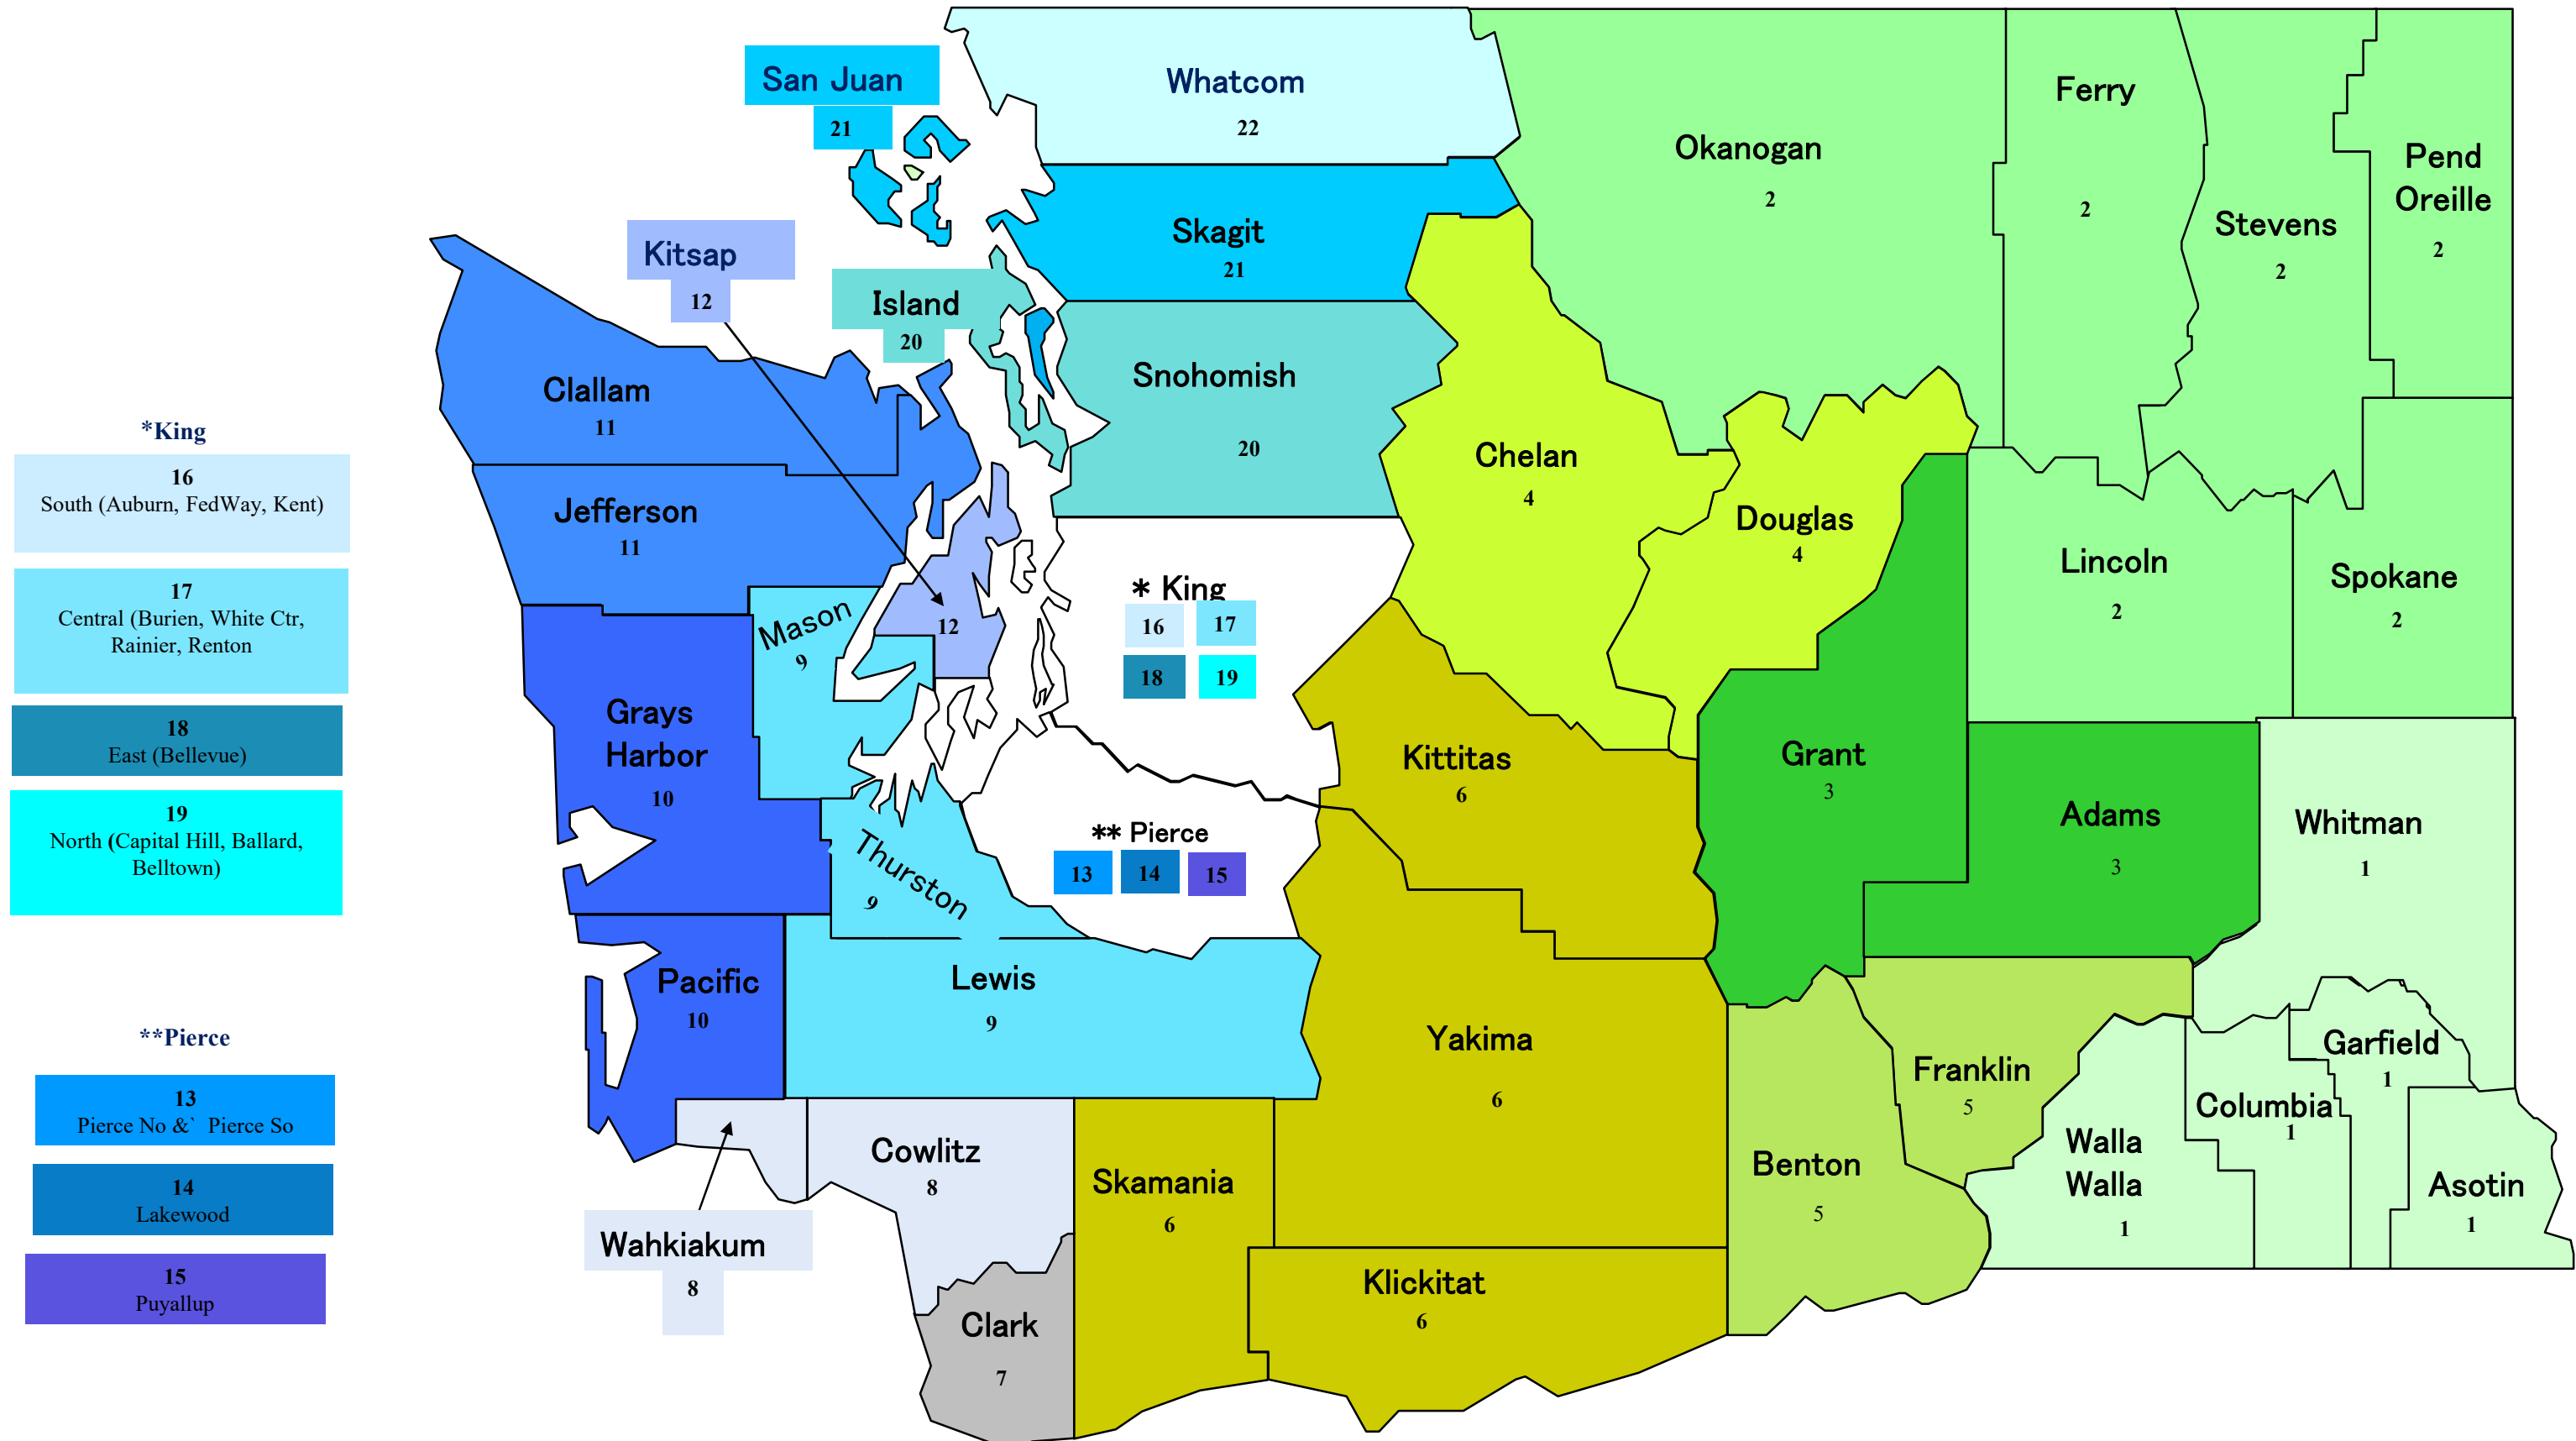 San Juan
21
Whatcom
22
Okanogan
2
Ferry
2
Stevens
2
Pend
Oreille
2
Skagit
21
Kitsap
12
Island
20
Snohomish
20
Clallam
11
Jefferson
11
Chelan
4
Douglas
4
Lincoln
2
Spokane
2
*King
16
South (Auburn, FedWay, Kent)
17
Central (Burien, White Ctr,
Rainier, Renton
18
East (Bellevue)
19
North (Capital Hill, Ballard,
Belltown)
Mason
9
12
* King
16
17
18
19
Grays
Harbor
10
Kittitas
6
Grant
3
Adams
3
Whitman
1
** Pierce
13
14
15
Thurston
9
Pacific
10
Lewis
9
Yakima
6
Franklin
5
Garfield
1
Columbia
1
Walla
Walla
1
Asotin
1
Benton
5
**Pierce
13
Pierce No &` Pierce So
14
Lakewood
15
Puyallup
Cowlitz
8
Skamania
6
Wahkiakum
8
Klickitat
6
Clark
7